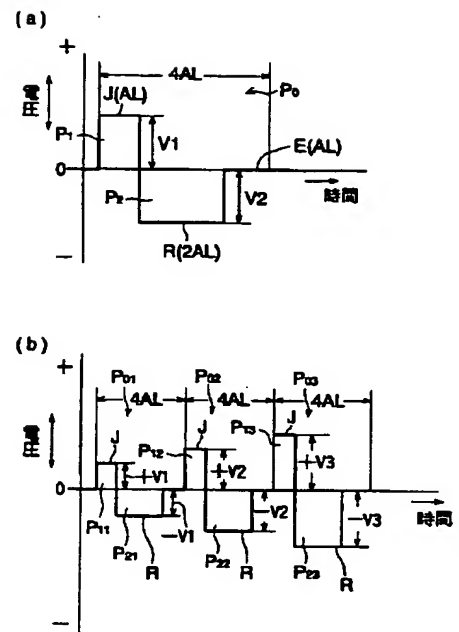 (a)
+
4AL
P₀
J(AL)
電圧
P₁
V1
E(AL)
0
時間
P₂
V2
R(2AL)
−
(b)
+
P₀₁
P₀₂
P₀₃
4AL
4AL
4AL
電圧
J
P₁₂
J
P₁₃
J
+V1
+V2
+V3
0
時間
P₁₁
−V1
−V2
−V3
P₂₁
R
P₂₂
R
P₂₃
R
−